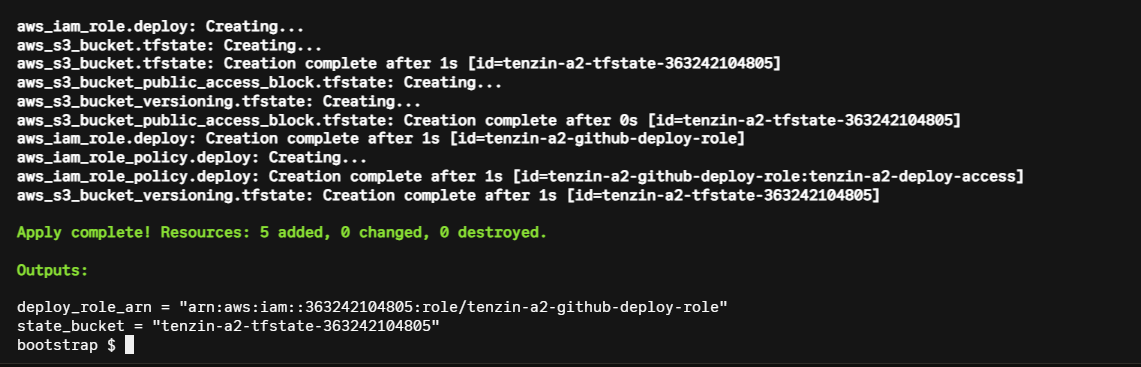 aws_iam_role.deploy: Creating...
aws_s3_bucket.tfstate: Creating...
aws_s3_bucket.tfstate: Creation complete after 1s [id=tenzin-a2-tfstate-363242104805]
aws_s3_bucket_public_access_block.tfstate: Creating...
aws_s3_bucket_versioning.tfstate: Creating...
aws_s3_bucket_public_access_block.tfstate: Creation complete after 0s [id=tenzin-a2-tfstate-363242104805]
aws_iam_role.deploy: Creation complete after 1s [id=tenzin-a2-github-deploy-role]
aws_iam_role_policy.deploy: Creating...
aws_iam_role_policy.deploy: Creation complete after 1s [id=tenzin-a2-github-deploy-role:tenzin-a2-deploy-access]
aws_s3_bucket_versioning.tfstate: Creation complete after 1s [id=tenzin-a2-tfstate-363242104805]
Apply complete! Resources: 5 added, 0 changed, 0 destroyed.
Outputs:
deploy_role_arn = "arn:aws:iam::363242104805:role/tenzin-a2-github-deploy-role"
state_bucket = "tenzin-a2-tfstate-363242104805"
bootstrap $